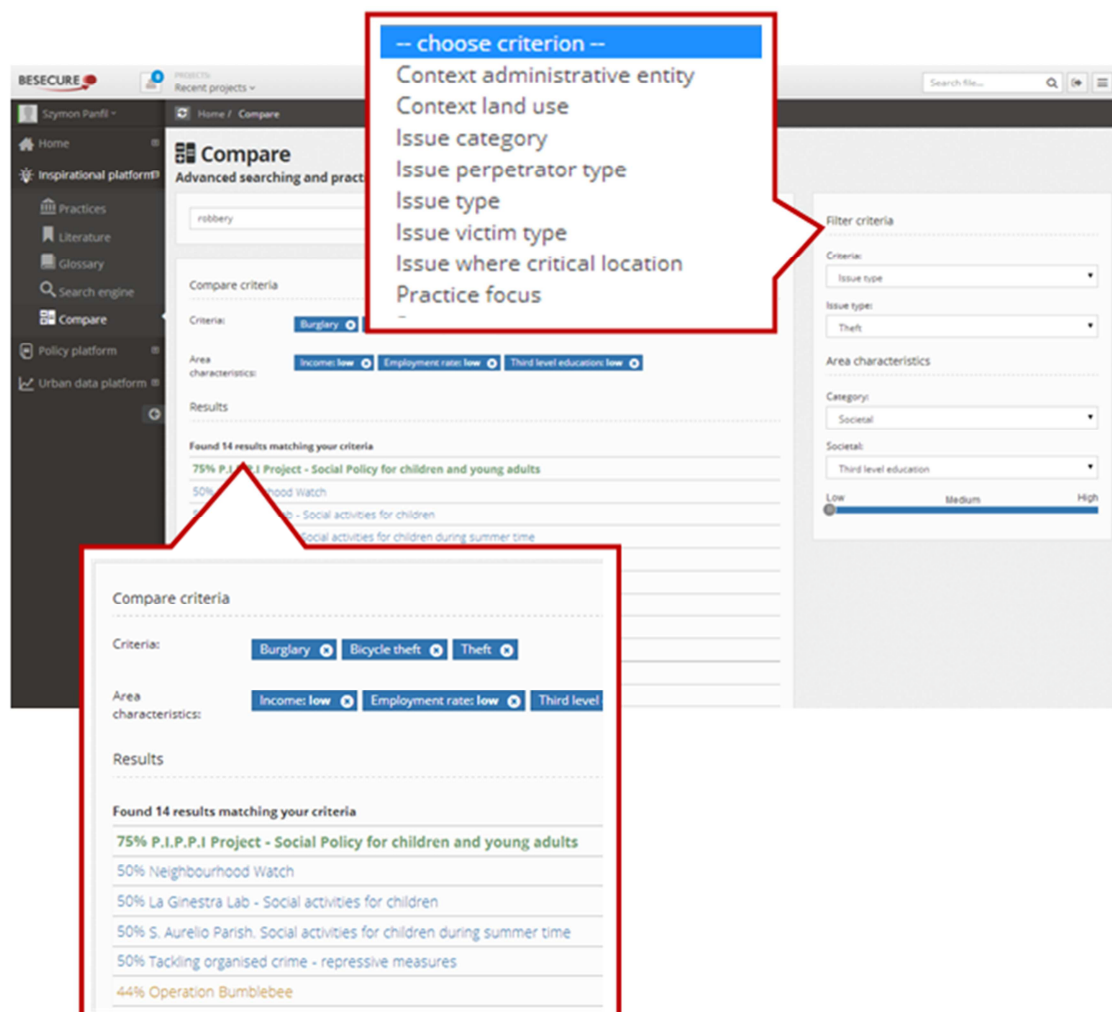 -- choose criterion --
Context administrative entity
Context land use
Issue category
Issue perpetrator type
Issue type
Issue victim type
Issue where critical location
Practice focus
BESECURE
0
PROJECTS:
Recent projects
Search file...
Szymon Panfil
Home / Compare
Home
Inspirational platform
Practices
Literature
Glossary
Search engine
Compare
Policy platform
Urban data platform
Compare
Advanced searching and pract
robbery
Compare criteria
Criteria:
Burglary
Area characteristics:
Income: low Employment rate: low Third level education: low
Results
Found 14 results matching your criteria
75% P.I. .I Project - Social Policy for children and young adults
50% hood Watch
- Social activities for children
Social activities for children during summer time
Filter criteria
Criteria:
Issue type
Issue type:
Theft
Area characteristics
Category:
Societal
Societal:
Third level education
Low Medium High
Compare criteria
Criteria:
Burglary Bicycle theft Theft
Area
characteristics:
Income: low Employment rate: low Third level
Results
Found 14 results matching your criteria
75% P.I.P.P.I Project - Social Policy for children and young adults
50% Neighbourhood Watch
50% La Ginestra Lab - Social activities for children
50% S. Aurelio Parish. Social activities for children during summer time
50% Tackling organised crime - repressive measures
44% Operation Bumblebee